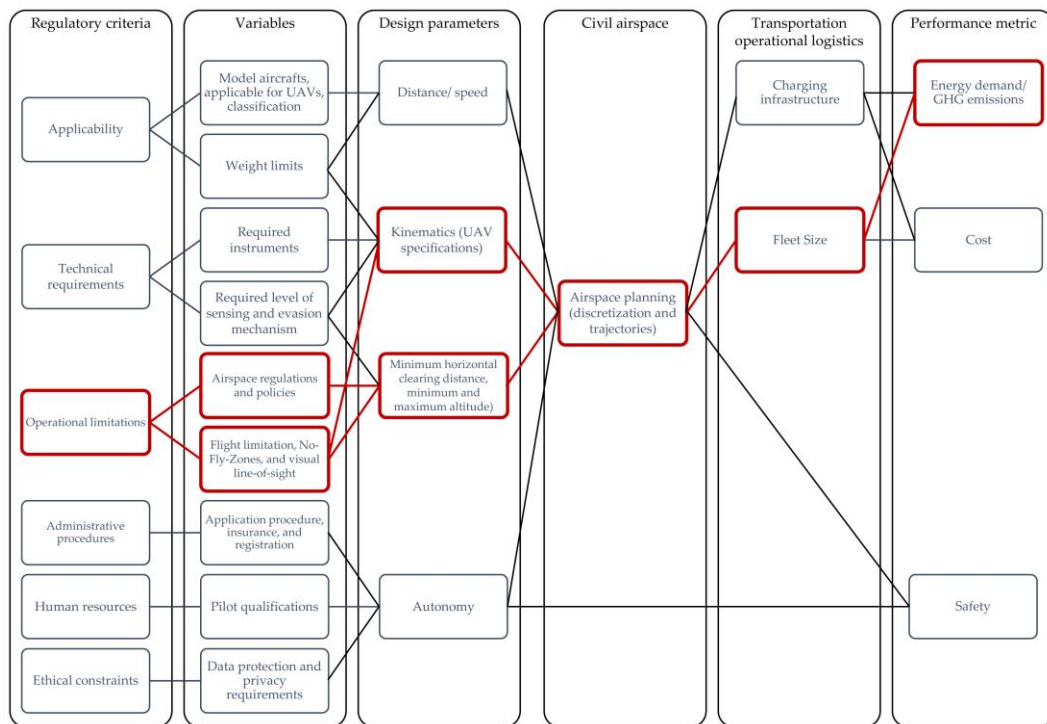 Regulatory criteria
Variables
Design parameters
Civil airspace
Transportation
operational logistics
Performance metric
Applicability
Technical
requirements
Operational limitations
Administrative
procedures
Human resources
Ethical constraints
Model aircrafts,
applicable for UAVs,
classification
Weight limits
Required
instruments
Required level of
sensing and evasion
mechanism
Airspace regulations
and policies
Flight limitation, No-
Fly-Zones, and visual
line-of-sight
Application procedure,
insurance, and
registration
Pilot qualifications
Data protection and
privacy
requirements
Distance/ speed
Kinematics (UAV
specifications)
Minimum horizontal
clearing distance,
minimum and
maximum altitude)
Autonomy
Airspace planning
(discretization and
trajectories)
Charging
infrastructure
Fleet Size
Energy demand/
GHG emissions
Cost
Safety